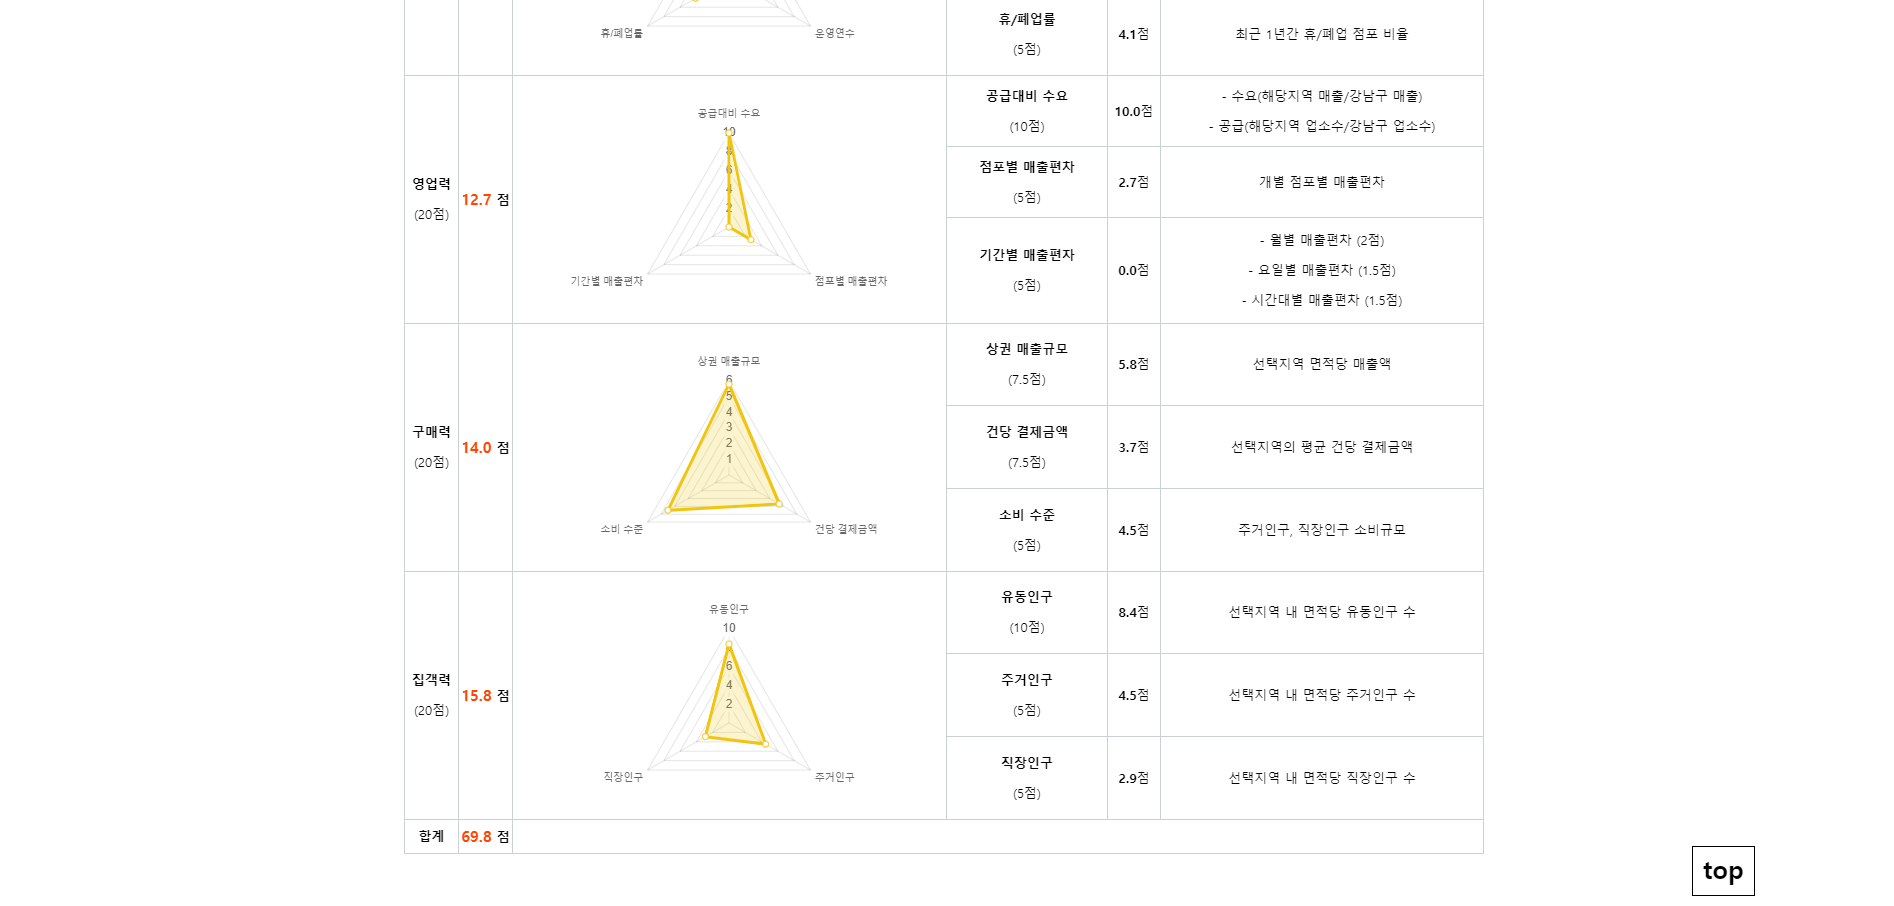 휴/폐업률
운영연수
휴/폐업률
(5점)
4.1점
최근 1년간 휴/폐업 점포 비율
영업력
(20점)
12.7 점
공급대비 수요
10
8
6
4
2
기간별 매출편차
점포별 매출편차
공급대비 수요
(10점)
10.0점
- 수요(해당지역 매출/강남구 매출)
- 공급(해당지역 업소수/강남구 업소수)
점포별 매출편차
(5점)
2.7점
개별 점포별 매출편차
기간별 매출편자
(5점)
0.0점
- 월별 매출편차 (2점)
- 요일별 매출편차 (1.5점)
- 시간대별 매출편차 (1.5점)
구매력
(20점)
14.0 점
상권 매출규모
6
5
4
3
2
1
소비 수준
건당 결제금액
상권 매출규모
(7.5점)
5.8점
선택지역 면적당 매출액
건당 결제금액
(7.5점)
3.7점
선택지역의 평균 건당 결제금액
소비 수준
(5점)
4.5점
주거인구, 직장인구 소비규모
집객력
(20점)
15.8 점
유동인구
10
6
4
2
직장인구
주거인구
유동인구
(10점)
8.4점
선택지역 내 면적당 유동인구 수
주거인구
(5점)
4.5점
선택지역 내 면적당 주거인구 수
직장인구
(5점)
2.9점
선택지역 내 면적당 직장인구 수
합계
69.8 점
top